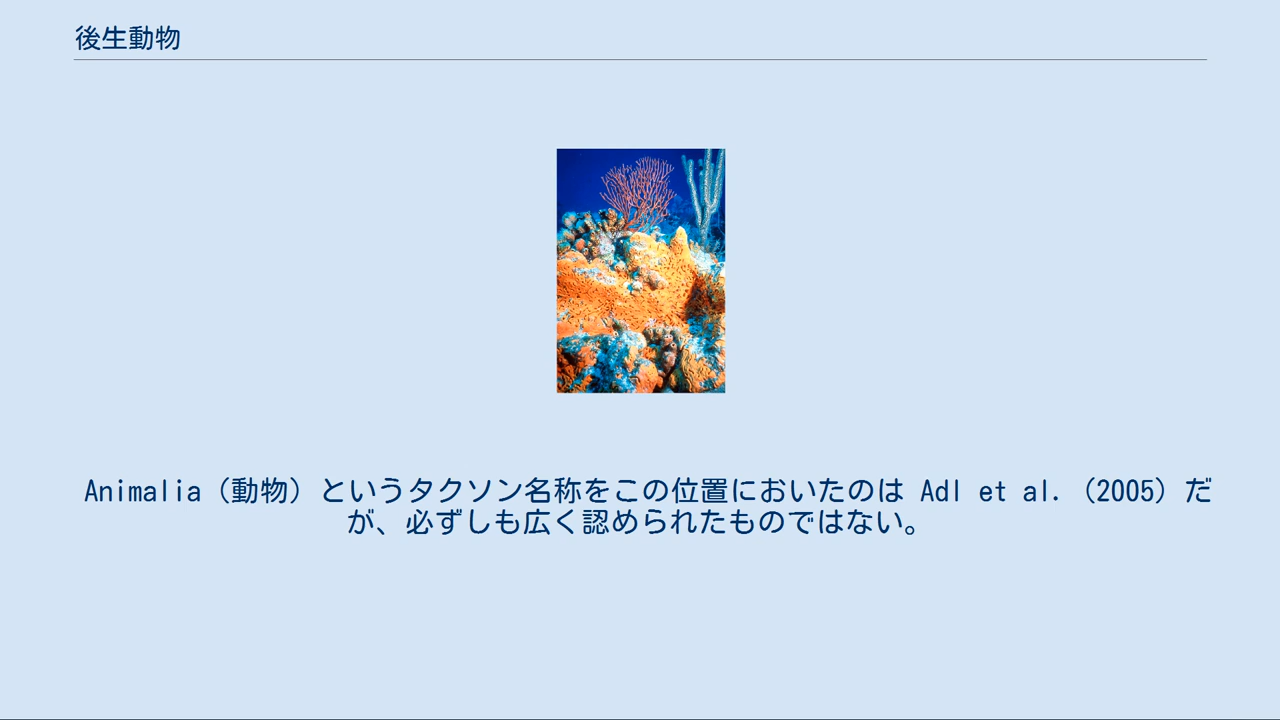 後生動物
Animalia（動物）というタクソン名称をこの位置においたのは Adl et al.（2005）だ
が、必ずしも広く認められたものではない。